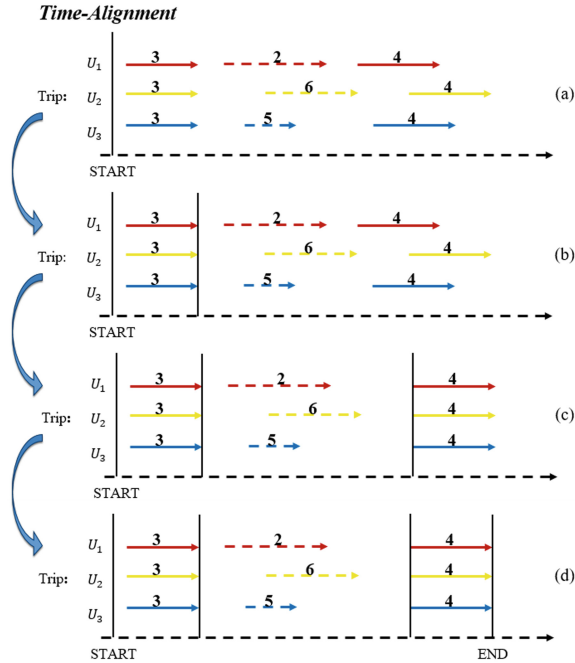 Time-Alignment
U1 3 2 4
Trip: U2 3 6 4 (a)
U3 3 5 4
START
U1 3 2 4
Trip: U2 3 6 4 (b)
U3 3 5 4
START
U1 3 2 4
Trip: U2 3 6 4 (c)
U3 3 5 4
START
U1 3 2 4
Trip: U2 3 6 4 (d)
U3 3 5 4
START END